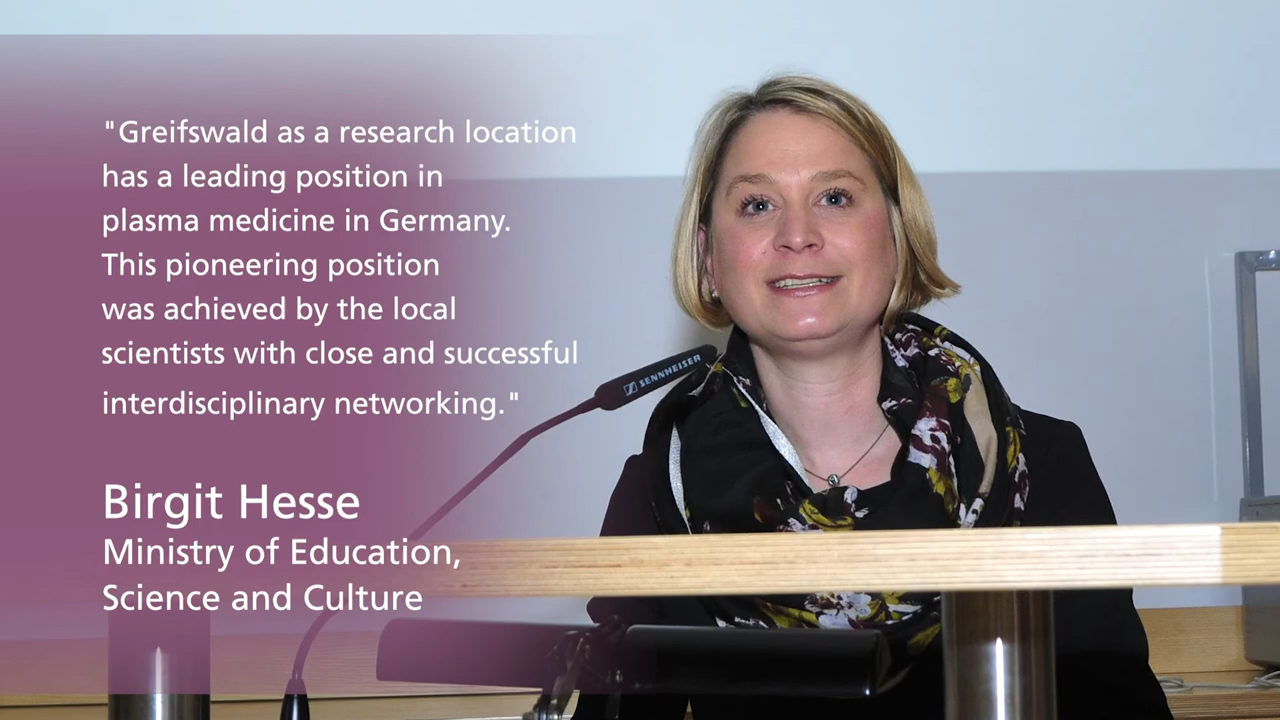 "Greifswald as a research location
has a leading position in
plasma medicine in Germany.
This pioneering position
was achieved by the local
scientists with close and successful
interdisciplinary networking."
Birgit Hesse
Ministry of Education,
Science and Culture
SENNHEISER